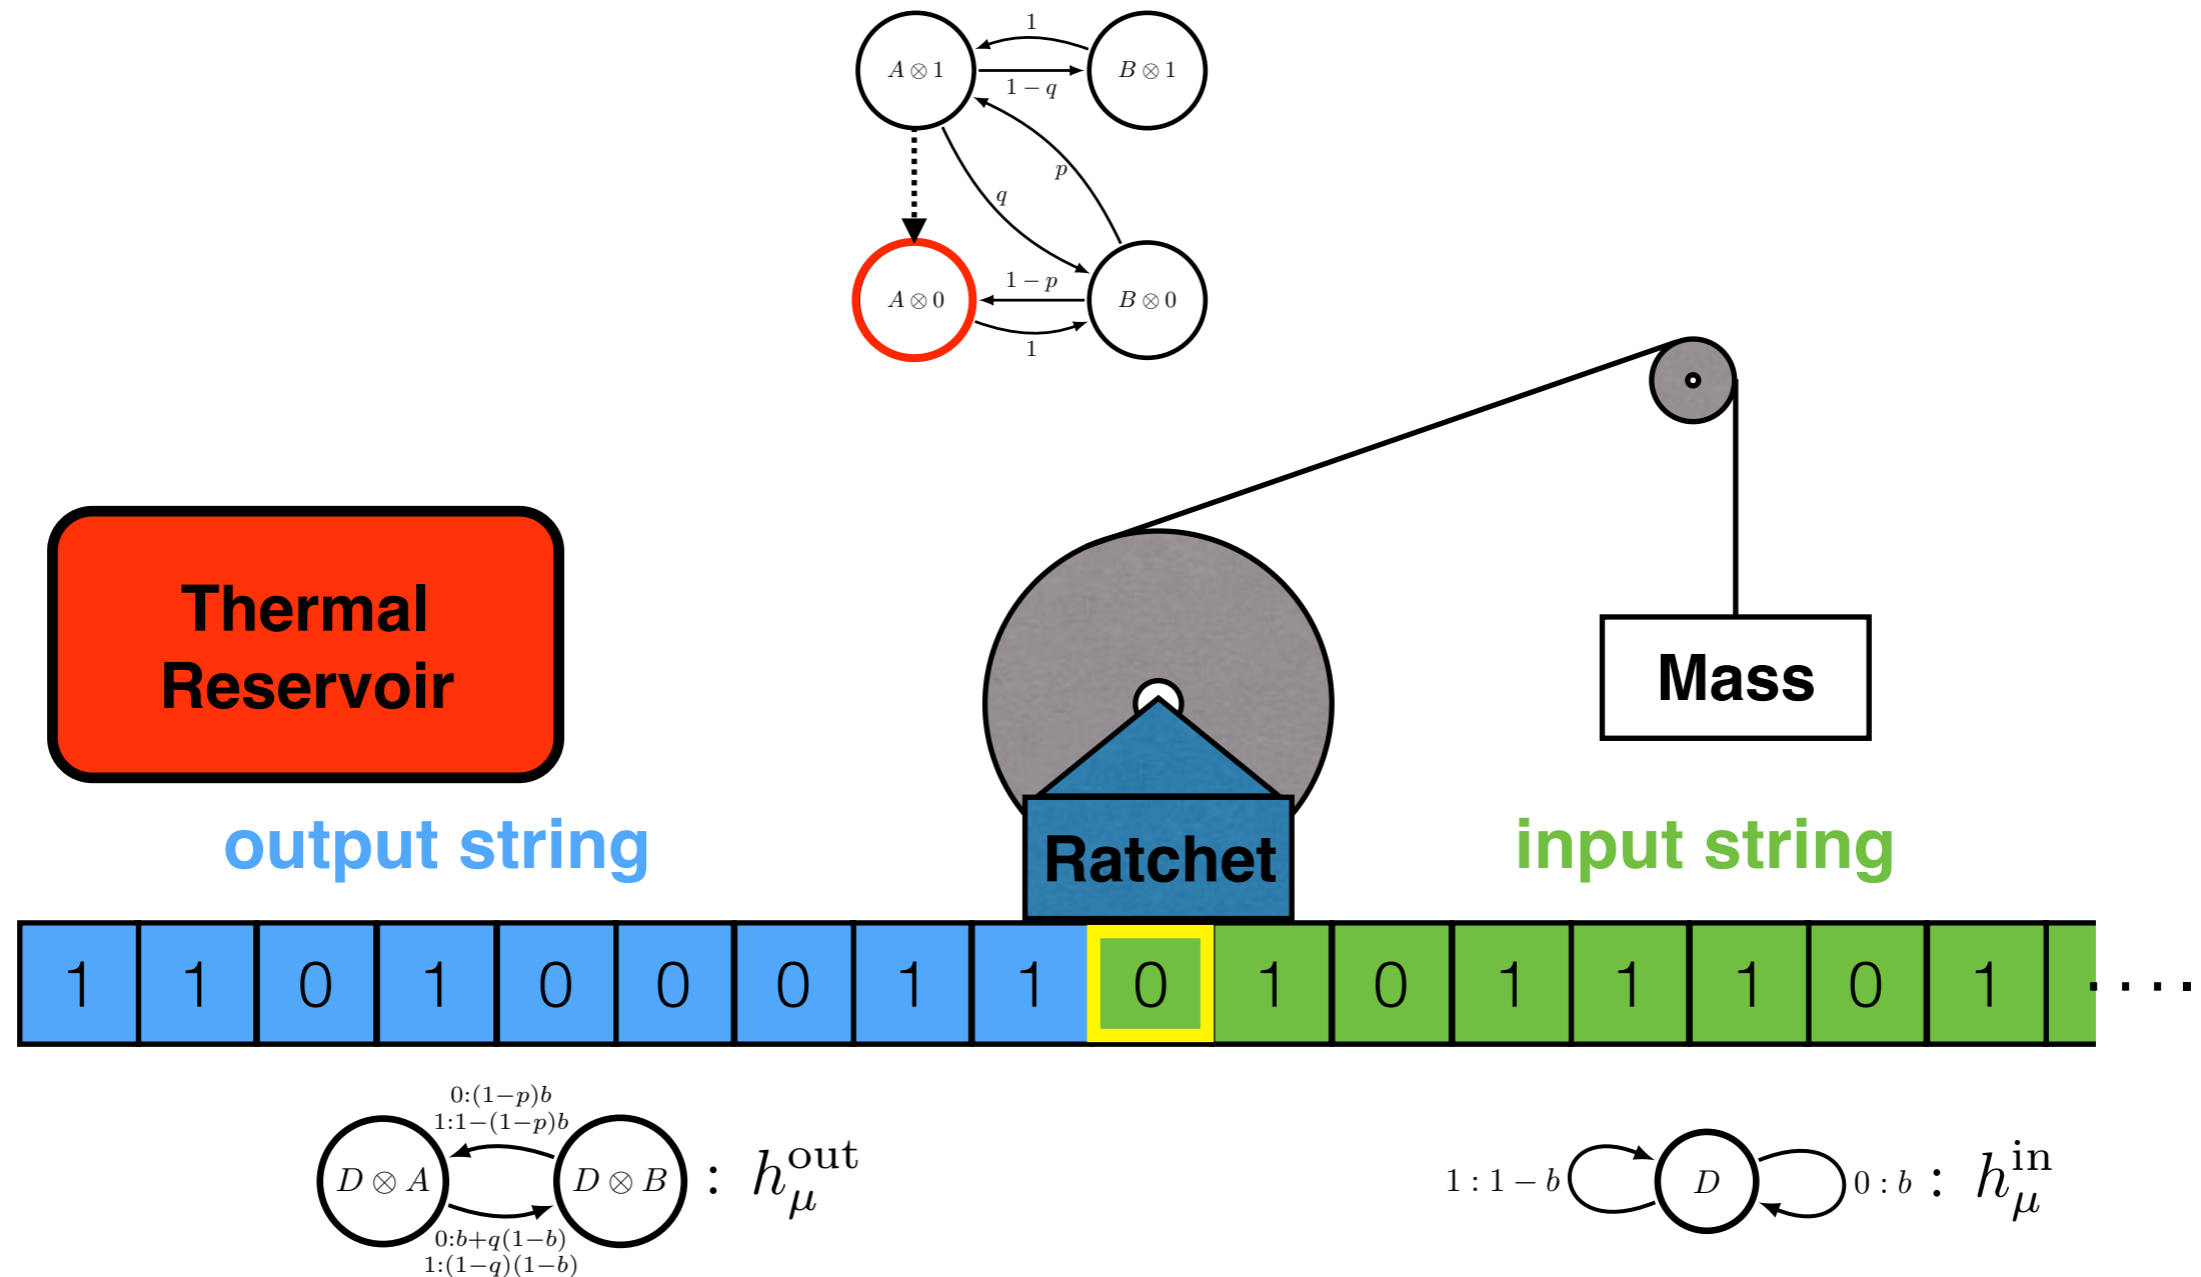 1
A ⊗ 1
B ⊗ 1
1 − q
p
q
1 − p
A ⊗ 0
B ⊗ 0
1
Thermal
Reservoir
Mass
output string
Ratchet
input string
1 1 0 1 0 0 0 1 1 0 1 0 1 1 1 0 1 ....
0:(1−p)b
1:1−(1−p)b
D ⊗ A
D ⊗ B
: h_μ^out
0:b+q(1−b)
1:(1−q)(1−b)
1 : 1 − b
D
0 : b
: h_μ^in